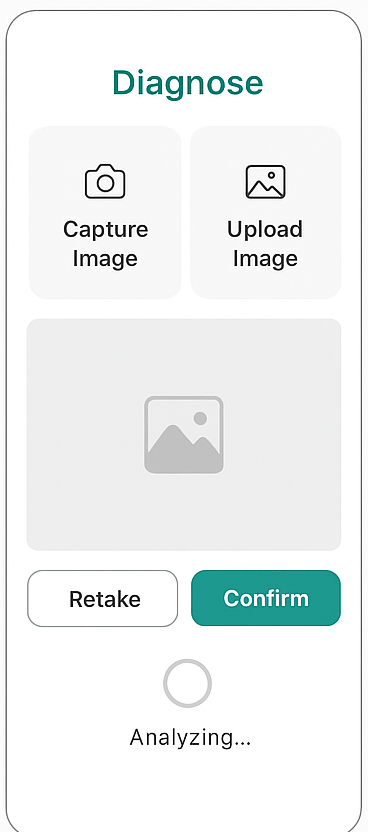 Diagnose
Capture
Image
Upload
Image
Retake
Confirm
Analyzing...